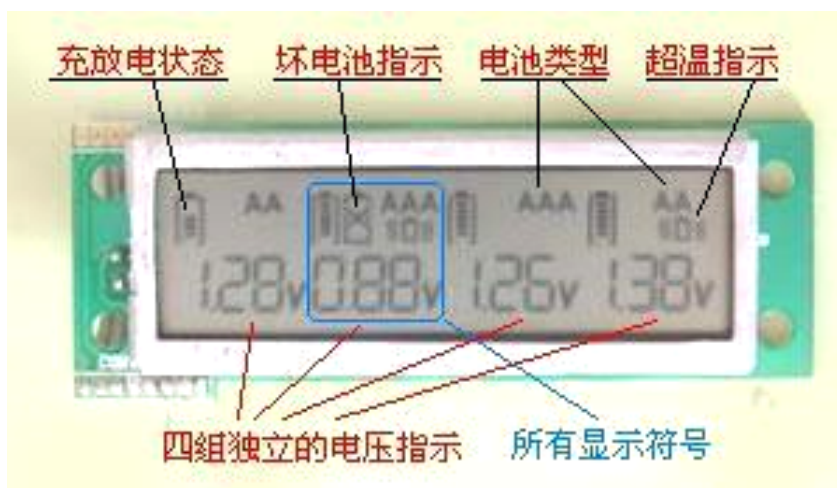 充放电状态 坏电池指示 电池类型 超温指示
AA AAA AAA AA
1.28v 0.88v 1.26v 1.38v
四组独立的电压指示 所有显示符号